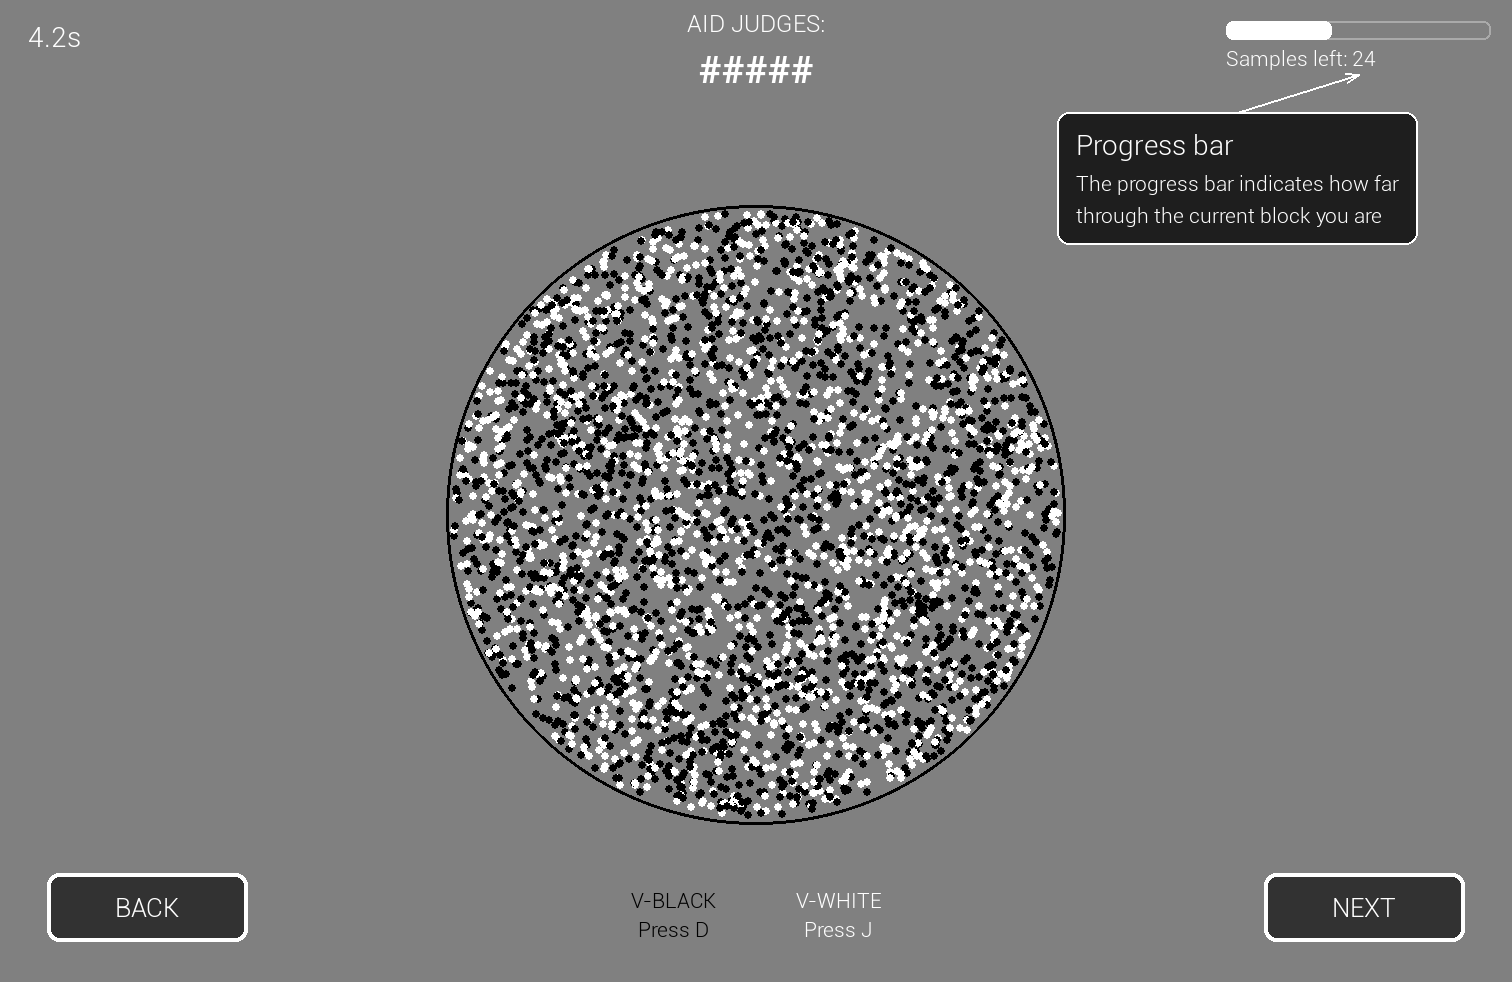 4.2s
AID JUDGES:
#####
Samples left: 24
Progress bar
The progress bar indicates how far
through the current block you are
BACK
V-BLACK
Press D
V-WHITE
Press J
NEXT